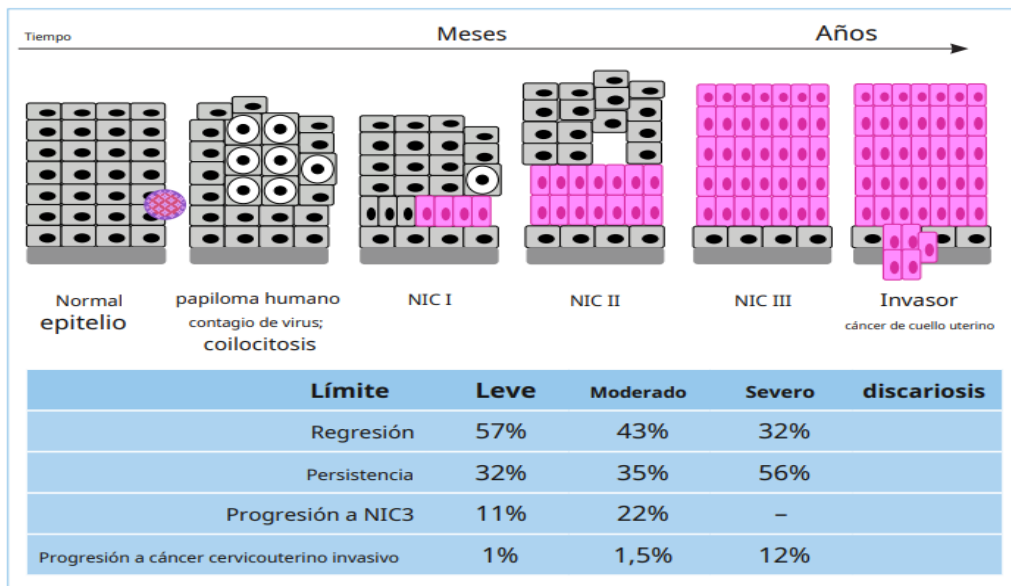 Tiempo Meses Años
Normal
epitelio
papiloma humano
contagio de virus;
coilocitosis
NIC I
NIC II
NIC III
Invasor
cáncer de cuello uterino
Límite Leve Moderado Severo discariosis
Regresión 57% 43% 32%
Persistencia 32% 35% 56%
Progresión a NIC3 11% 22% –
Progresión a cáncer cervicouterino invasivo 1% 1,5% 12%